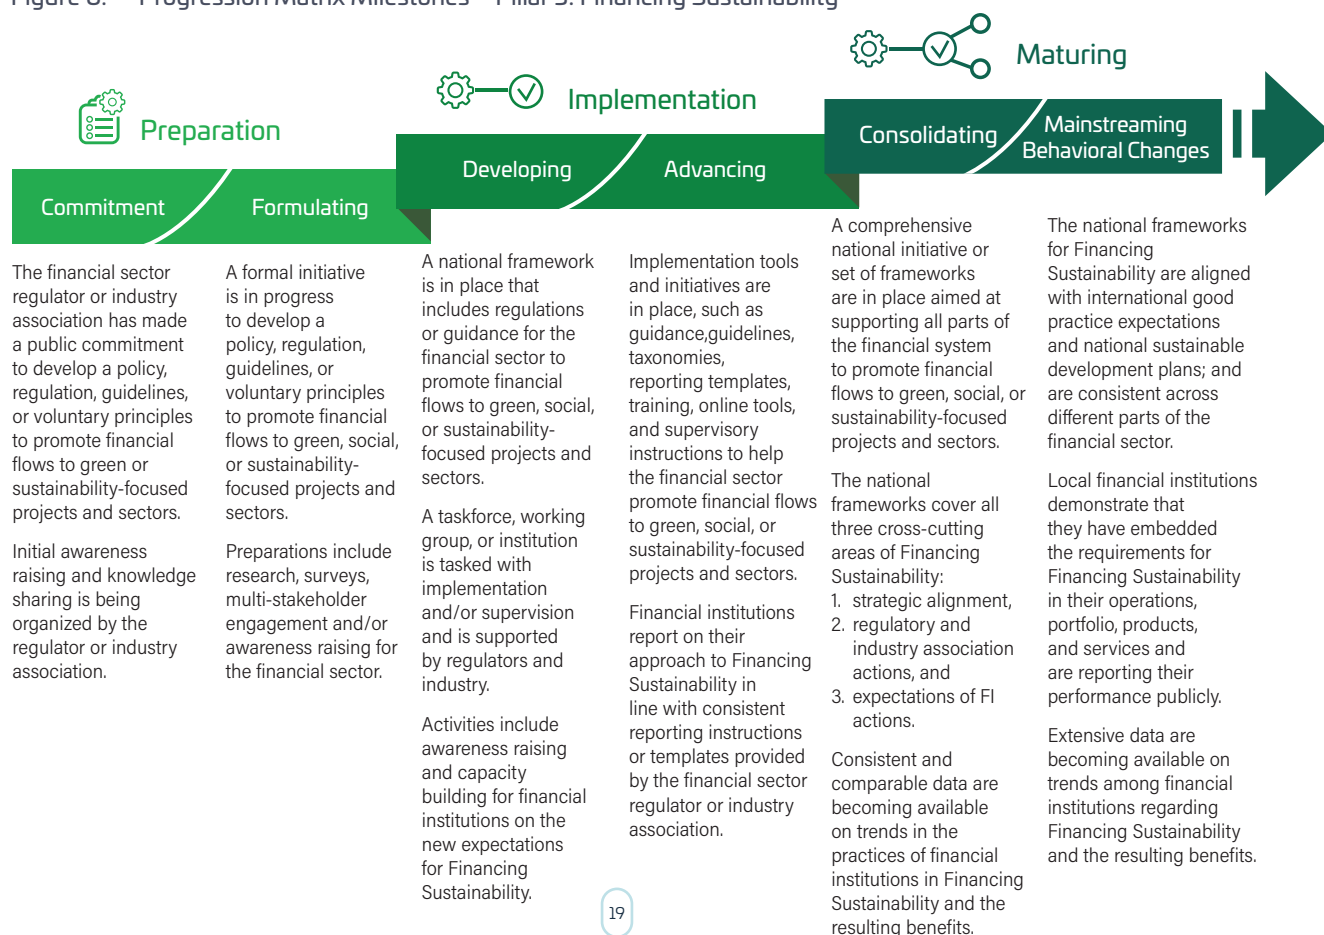 Figure 6. Progression Matrix Milestones – Pillar 3: Financing Sustainability
Preparation
Commitment
Formulating
The financial sector
regulator or industry
association has made
a public commitment
to develop a policy,
regulation, guidelines,
or voluntary principles
to promote financial
flows to green or
sustainability-focused
projects and sectors.
Initial awareness
raising and knowledge
sharing is being
organized by the
regulator or industry
association.
A formal initiative
is in progress
to develop a
policy, regulation,
guidelines, or
voluntary principles
to promote financial
flows to green, social,
or sustainability-
focused projects and
sectors.
Preparations include
research, surveys,
multi-stakeholder
engagement and/or
awareness raising for
the financial sector.
Implementation
Developing
Advancing
A national framework
is in place that
includes regulations
or guidance for the
financial sector to
promote financial
flows to green, social,
or sustainability-
focused projects and
sectors.
A taskforce, working
group, or institution
is tasked with
implementation
and/or supervision
and is supported
by regulators and
industry.
Activities include
awareness raising
and capacity
building for financial
institutions on the
new expectations
for Financing
Sustainability.
Implementation tools
and initiatives are
in place, such as
guidance,guidelines,
taxonomies,
reporting templates,
training, online tools,
and supervisory
instructions to help
the financial sector
promote financial flows
to green, social, or
sustainability-focused
projects and sectors.
Financial institutions
report on their
approach to Financing
Sustainability in
line with consistent
reporting instructions
or templates provided
by the financial sector
regulator or industry
association.
Maturing
Consolidating
Mainstreaming
Behavioral Changes
A comprehensive
national initiative or
set of frameworks
are in place aimed at
supporting all parts of
the financial system
to promote financial
flows to green, social, or
sustainability-focused
projects and sectors.
The national
frameworks cover all
three cross-cutting
areas of Financing
Sustainability:
1. strategic alignment,
2. regulatory and
industry association
actions, and
3. expectations of FI
actions.
Consistent and
comparable data are
becoming available
on trends in the
practices of financial
institutions in Financing
Sustainability and the
resulting benefits.
The national frameworks
for Financing
Sustainability are aligned
with international good
practice expectations
and national sustainable
development plans; and
are consistent across
different parts of the
financial sector.
Local financial institutions
demonstrate that
they have embedded
the requirements for
Financing Sustainability
in their operations,
portfolio, products,
and services and
are reporting their
performance publicly.
Extensive data are
becoming available on
trends among financial
institutions regarding
Financing Sustainability
and the resulting benefits.
19